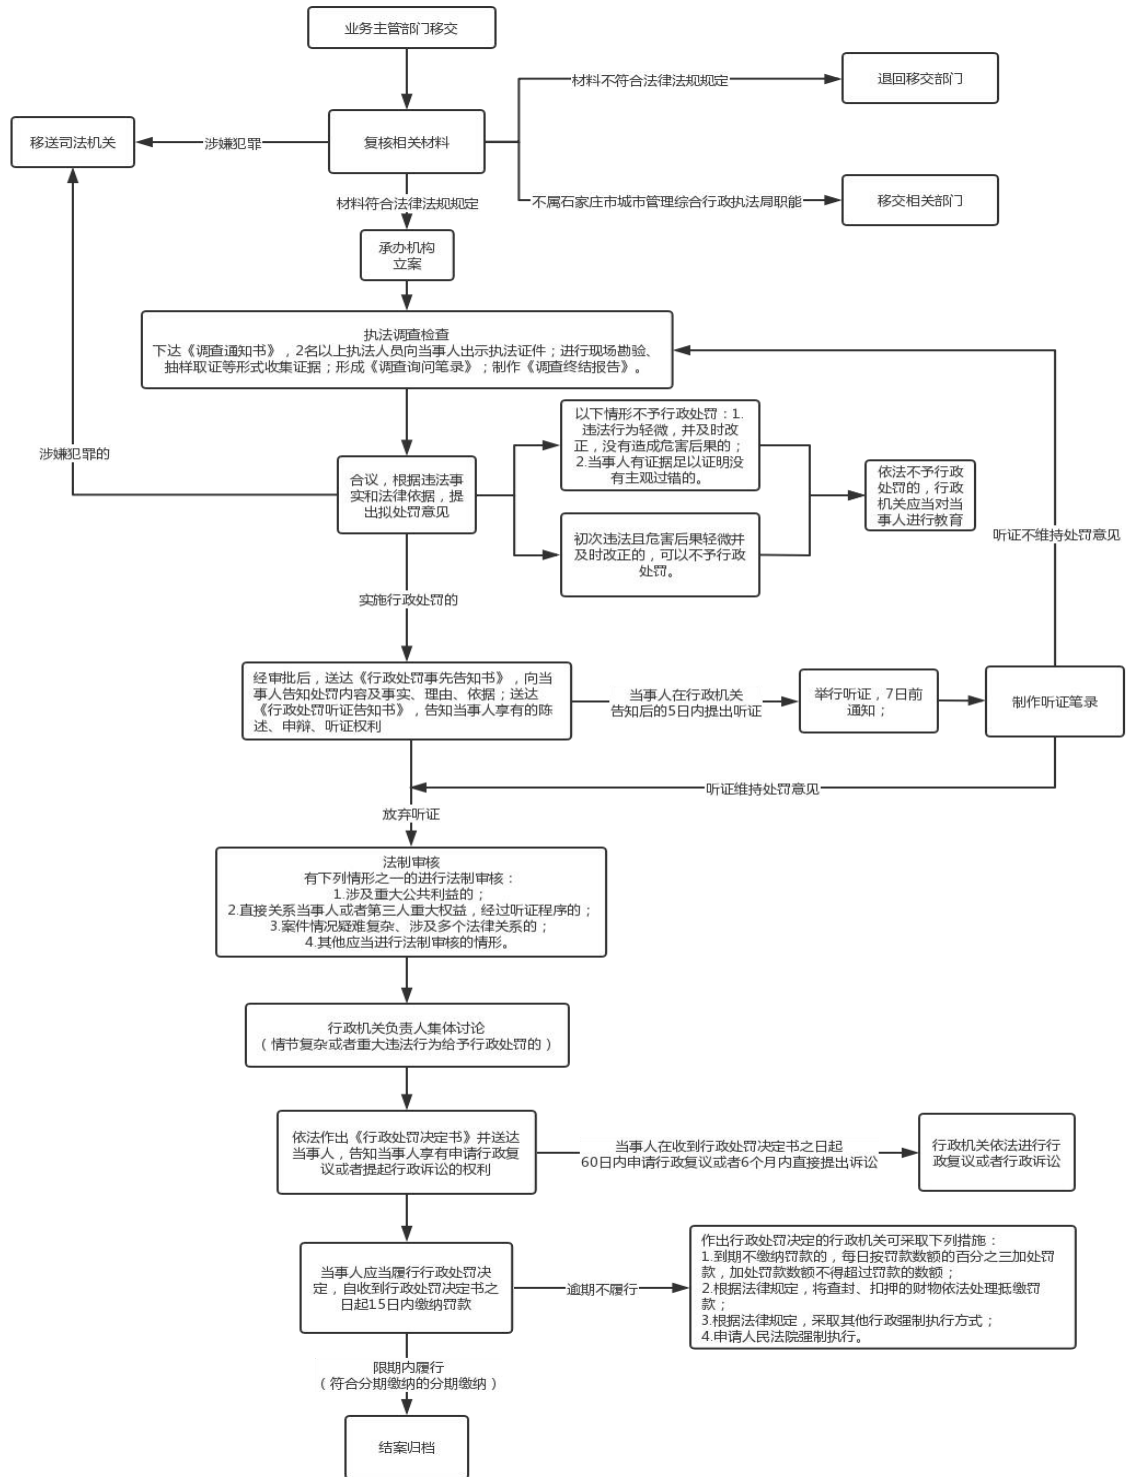 业务主管部门移交
材料不符合法律法规规定
退回移交部门
移送司法机关
涉嫌犯罪
复核相关材料
不属石家庄市城市管理综合行政执法局职能
移交相关部门
材料符合法律法规规定
承办机构
立案
执法调查检查
下达《调查通知书》，2名以上执法人员向当事人出示执法证件；进行现场勘验、
抽样取证等形式收集证据；形成《调查询问笔录》；制作《调查终结报告》。
以下情形不予行政处罚：1.
违法行为轻微，并及时改
正，没有造成危害后果的；
2.当事人有证据足以证明没
有主观过错的。
涉嫌犯罪的
合议，根据违法事
实和法律依据，提
出拟处罚意见
依法不予行政
处罚的，行政
机关应当对当
事人进行教育
初次违法且危害后果轻微并
及时改正的，可以不予行政
处罚。
听证不维持处罚意见
实施行政处罚的
经审批后，送达《行政处罚事先告知书》，向当
事人告知处罚内容及事实、理由、依据；送达
《行政处罚听证告知书》，告知当事人享有的陈
述、申辩、听证权利
当事人在行政机关
告知后的5日内提出听证
举行听证，7日前
通知；
制作听证笔录
听证维持处罚意见
放弃听证
法制审核
有下列情形之一的进行法制审核：
1.涉及重大公共利益的；
2.直接关系当事人或者第三人重大权益，经过听证程序的；
3.案件情况疑难复杂、涉及多个法律关系的；
4.其他应当进行法制审核的情形。
行政机关负责人集体讨论
（情节复杂或者重大违法行为给予行政处罚的）
依法作出《行政处罚决定书》并送达
当事人，告知当事人享有申请行政复
议或者提起行政诉讼的权利
当事人在收到行政处罚决定书之日起
60日内申请行政复议或者6个月内直接提出诉讼
行政机关依法进行行
政复议或者行政诉讼
当事人应当履行行政处罚决
定，自收到行政处罚决定书之
日起15日内缴纳罚款
逾期不履行
作出行政处罚决定的行政机关可采取下列措施：
1.到期不缴纳罚款的，每日按罚款数额的百分之三加处罚
款，加处罚款数额不得超过罚款的数额；
2.根据法律规定，将查封、扣押的财物依法处理抵缴罚
款；
3.根据法律规定，采取其他行政强制执行方式；
4.申请人民法院强制执行。
限期内履行
（符合分期缴纳的分期缴纳）
结案归档